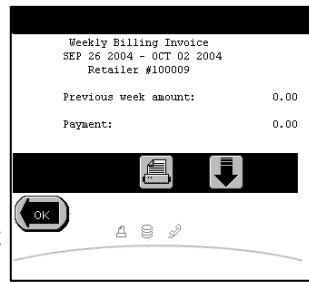 Weekly Billing Invoice
SEP 26 2004 - OCT 02 2004
Retailer #100009
Previous week amount: 0.00
Payment: 0.00
OK